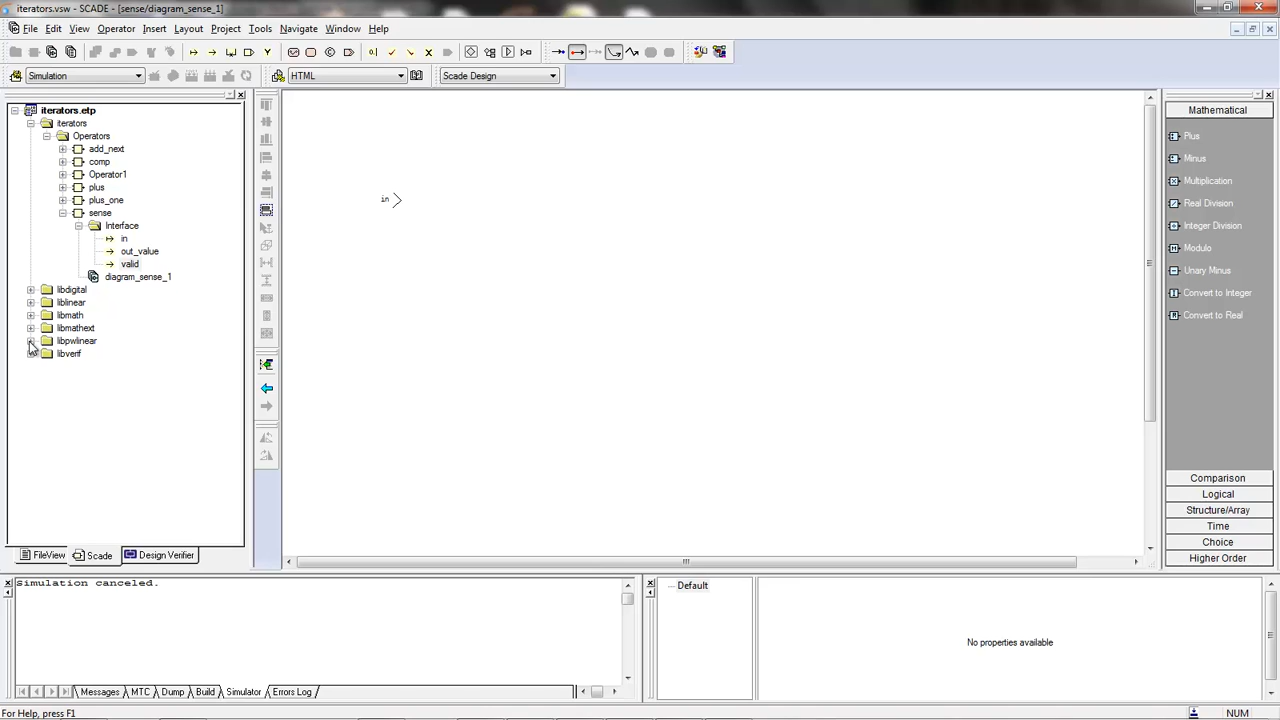 iterators.vsw - SCADE - [sense/diagram_sense_1]
File Edit View Operator Insert Layout Project Tools Navigate Window Help
Simulation HTML Scade Design
iterators.etp
iterators
Operators
add_next
comp
Operator1
plus
plus_one
sense
Interface
in
out_value
valid
diagram_sense_1
libdigital
liblinear
libmath
libmathext
libpwlinear
libverif
FileView Scade Design Verifier
in
Mathematical
Plus
Minus
Multiplication
Real Division
Integer Division
Modulo
Unary Minus
Convert to Integer
Convert to Real
Comparison
Logical
Structure/Array
Time
Choice
Higher Order
Simulation canceled.
Messages MTC Dump Build Simulator Errors Log
Default
No properties available
For Help, press F1
NUM